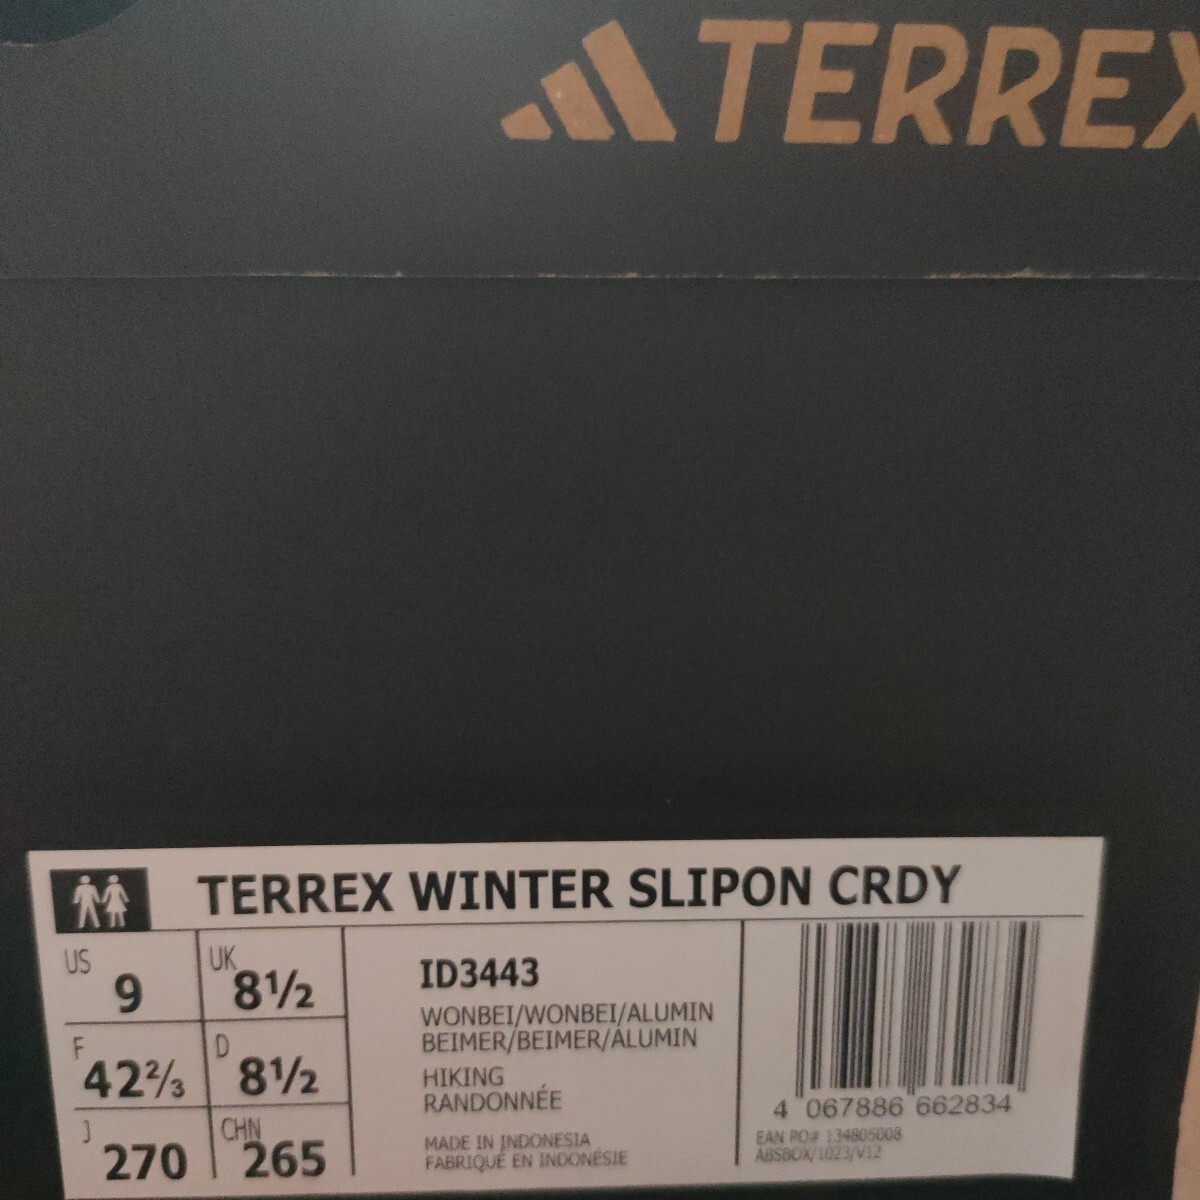 TERREX
TERREX WINTER SLIPON CRDY
US 9 UK 8½
F 42⅔ D 8½
J 270 CHN 265
ID3443
WONBEI/WONBEI/ALUMIN
BEIMER/BEIMER/ALUMIN
HIKING
RANDONNÉE
MADE IN INDONESIA
FABRIQUÉ EN INDONÉSIE
4 067886 662834
EAN PO# 134805008
ABSBOX/1023/V12